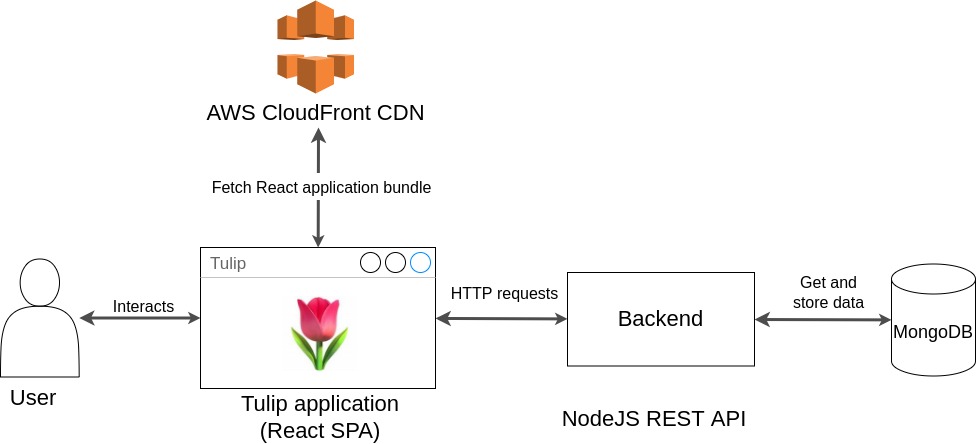 AWS CloudFront CDN
Fetch React application bundle
Tulip
Interacts
HTTP requests
Get and
store data
Backend
MongoDB
User
Tulip application
(React SPA)
NodeJS REST API